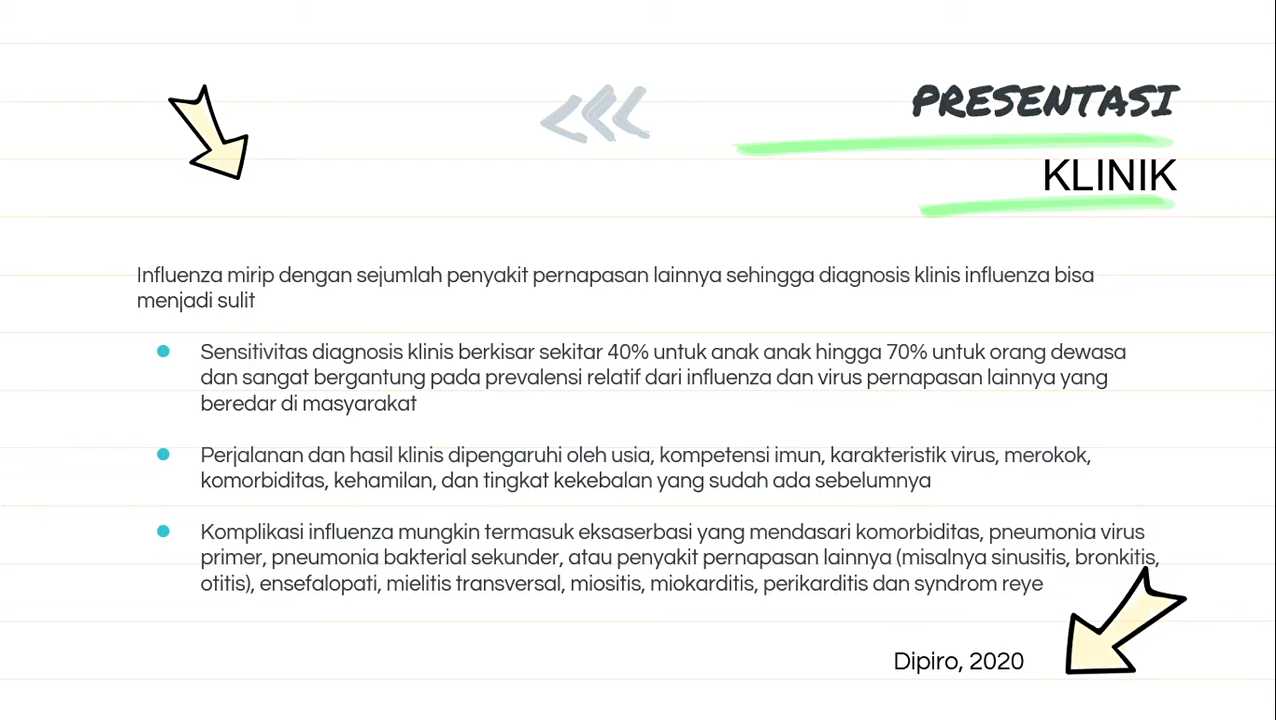 PRESENTASI
KLINIK
Influenza mirip dengan sejumlah penyakit pernapasan lainnya sehingga diagnosis klinis influenza bisa
menjadi sulit
Sensitivitas diagnosis klinis berkisar sekitar 40% untuk anak anak hingga 70% untuk orang dewasa
dan sangat bergantung pada prevalensi relatif dari influenza dan virus pernapasan lainnya yang
beredar di masyarakat
Perjalanan dan hasil klinis dipengaruhi oleh usia, kompetensi imun, karakteristik virus, merokok,
komorbiditas, kehamilan, dan tingkat kekebalan yang sudah ada sebelumnya
Komplikasi influenza mungkin termasuk eksaserbasi yang mendasari komorbiditas, pneumonia virus
primer, pneumonia bakterial sekunder, atau penyakit pernapasan lainnya (misalnya sinusitis, bronkitis,
otitis), ensefalopati, mielitis transversal, miositis, miokarditis, perikarditis dan syndrom reye
Dipiro, 2020